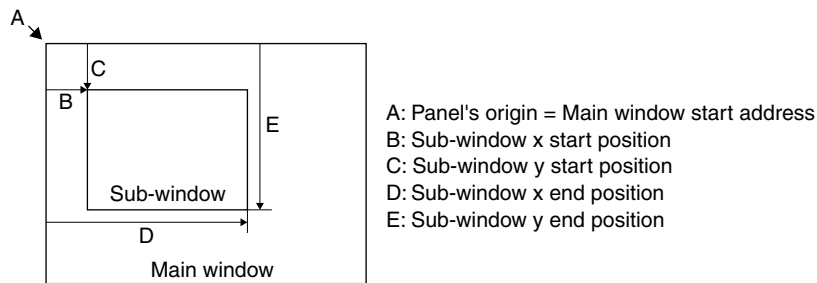 A
C
B
E
Sub-window
D
Main window
A: Panel's origin = Main window start address
B: Sub-window x start position
C: Sub-window y start position
D: Sub-window x end position
E: Sub-window y end position